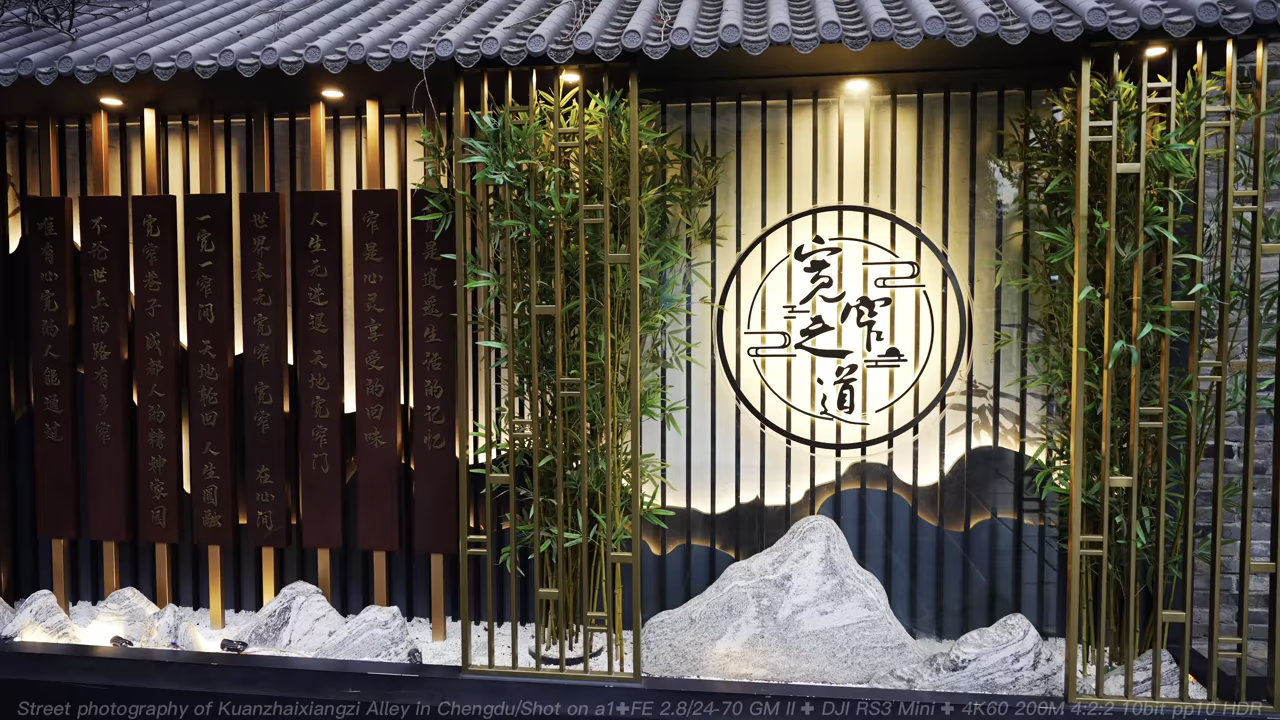 宽窄之道
宽是逍遥生活的记忆
窄是心灵享受的回味
人生无进退 天地宽窄门
世界本无宽窄 宽窄 在心间
一宽一窄间 天地轮回 人生圆融
宽窄巷子 成都人的精神家园
不论世上的路有多窄
唯有心宽的人能通过
Street photography of Kuanzhaixiangzi Alley in Chengdu/Shot on a1✚FE 2.8/24-70 GM II ✚ DJI RS3 Mini ✚ 4K60 200M 4:2:2 10bit pp10 HDR